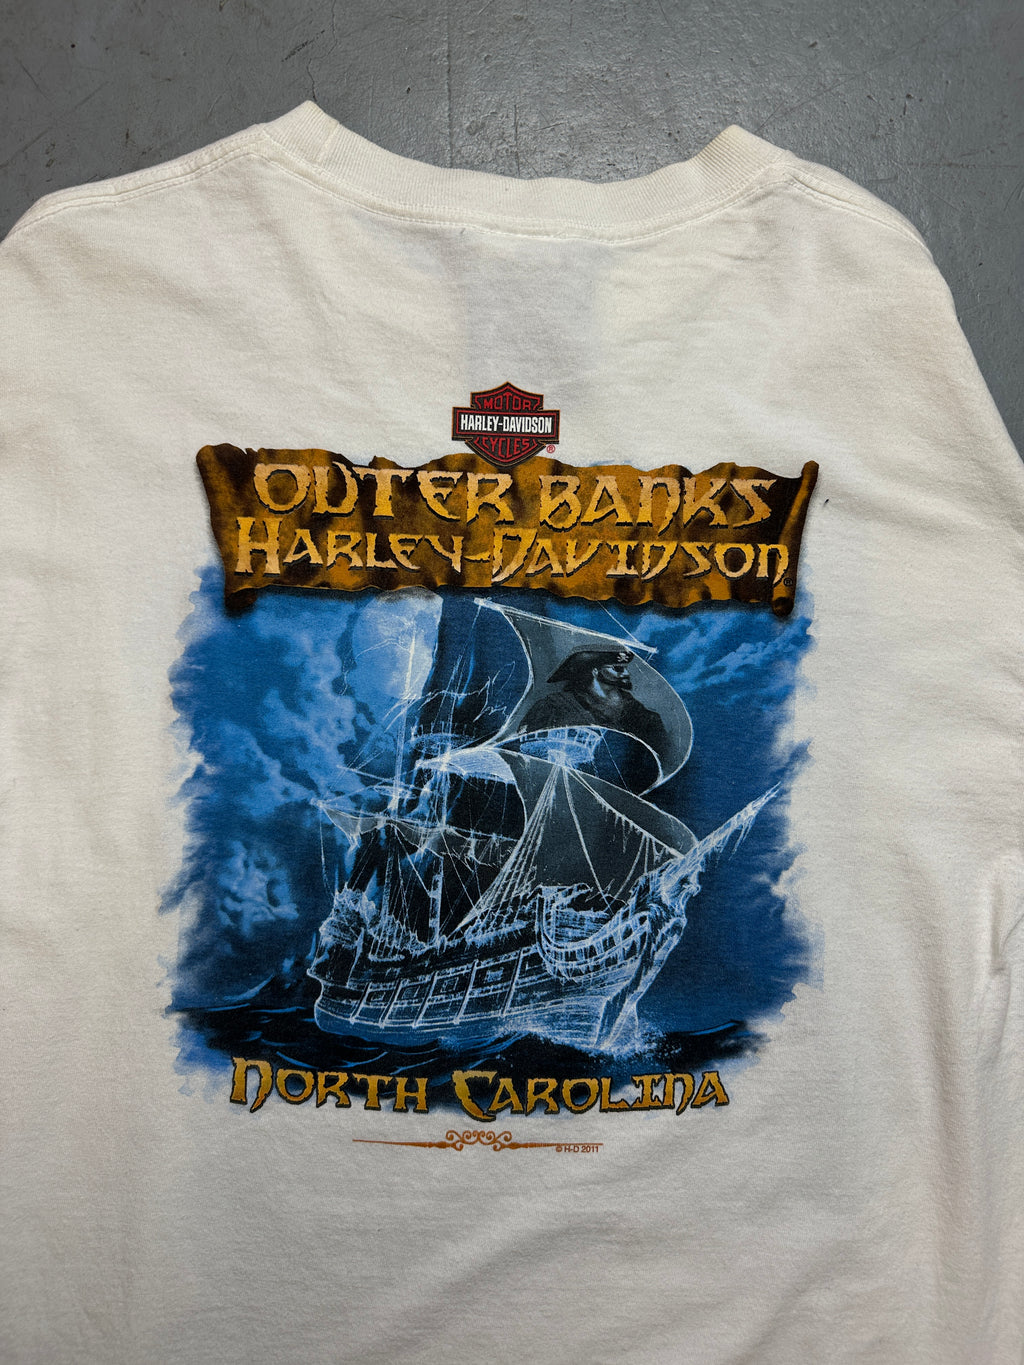 MOTOR
HARLEY-DAVIDSON
CYCLES ®
OUTER BANKS
HARLEY-DAVIDSON®
NORTH CAROLINA
© H-D 2011